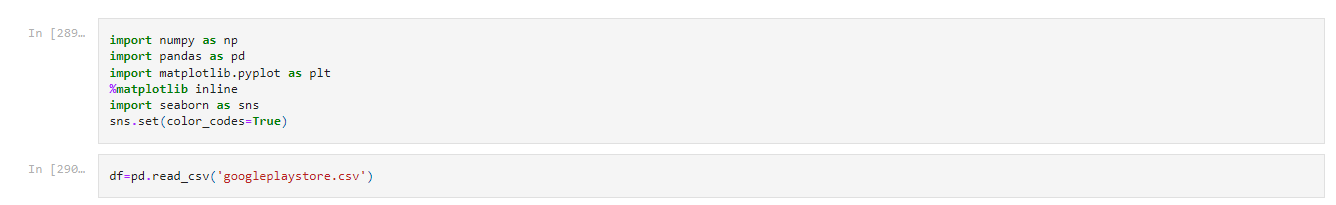 In [289…
import numpy as np
import pandas as pd
import matplotlib.pyplot as plt
%matplotlib inline
import seaborn as sns
sns.set(color_codes=True)
In [290…
df=pd.read_csv('googleplaystore.csv')